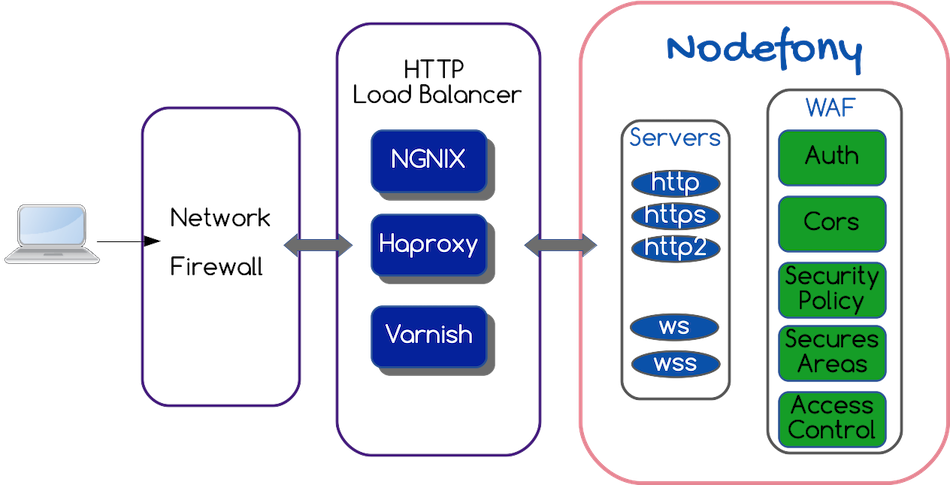 Network
Firewall
HTTP
Load Balancer
NGNIX
Haproxy
Varnish
Nodefony
Servers
http
https
http2
ws
wss
WAF
Auth
Cors
Security
Policy
Secures
Areas
Access
Control